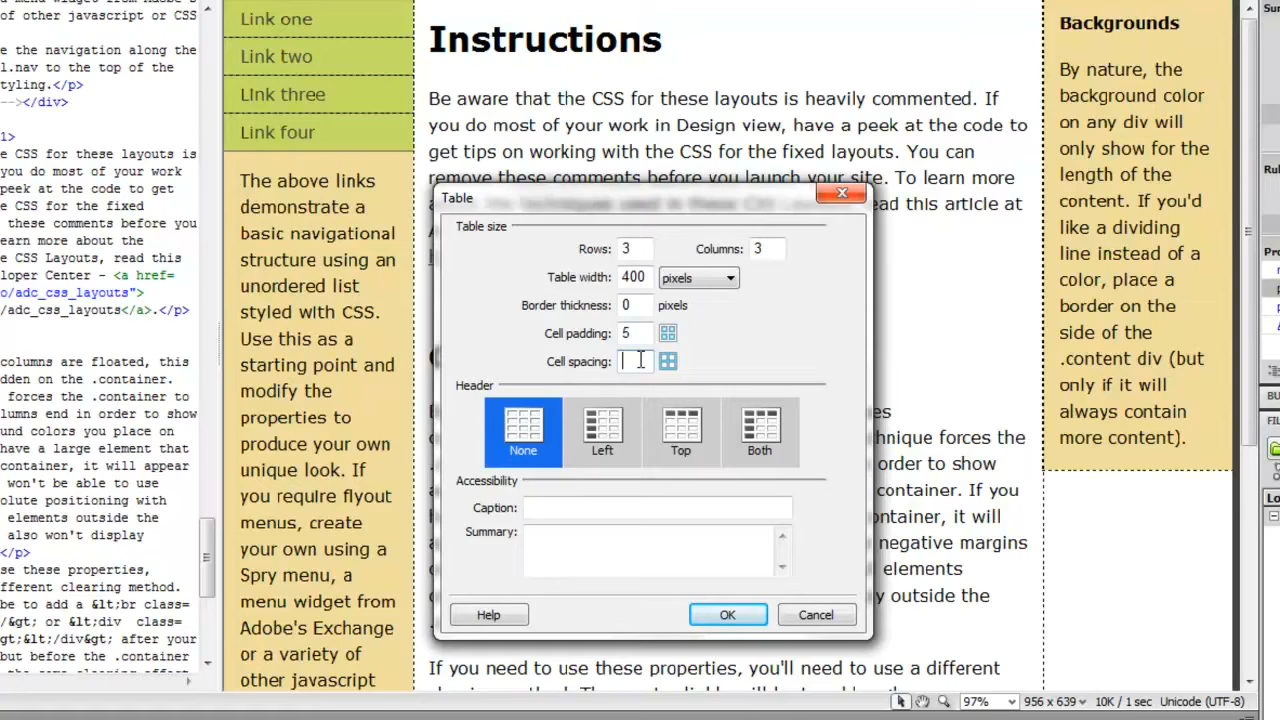 u menu widget from Adobe's
of other javascript or CSS
e the navigation along the
l.nav to the top of the
tyling.</p>
--></div>
1>
e CSS for these layouts is
you do most of your work
peek at the code to get
e CSS for the fixed
these comments before you
earn more about the
e CSS Layouts, read this
loper Center - <a href=
o/adc_css_layouts">
/adc_css_layouts</a>.</p>
columns are floated, this
dden on the .container.
forces the .container to
lumns end in order to show
und colors you place on
have a large element that
container, it will appear
won't be able to use
olute positioning with
elements outside the
also won't display
</p>
se these properties,
fferent clearing method.
be to add a &lt;br class=
/&gt; or &lt;div class=
gt;&lt;/div&gt; after your
but before the .container
Link one
Link two
LInk three
Link four
The above links
demonstrate a
basic navigational
structure using an
unordered list
styled with CSS.
Use this as a
starting point and
modify the
properties to
produce your own
unique look. If
you require flyout
menus, create
your own using a
Spry menu, a
menu widget from
Adobe's Exchange
or a variety of
other javascript
Instructions
Be aware that the CSS for these layouts is heavily commented. If
you do most of your work in Design view, have a peek at the code to
get tips on working with the CSS for the fixed layouts. You can
remove these comments before you launch your site. To learn more
read this article at
Table
Table size
Rows: 3 Columns: 3
Table width: 400 pixels
Border thickness: 0 pixels
Cell padding: 5
Cell spacing:
Header
None Left Top Both
Accessibility
Caption:
Summary:
Help OK Cancel
forces the
order to show
container. If you
it will
negative margins
elements
outside the
If you need to use these properties, you'll need to use a different
Backgrounds
By nature, the
background color
on any div will
only show for the
length of the
content. If you'd
like a dividing
line instead of a
color, place a
border on the
side of the
.content div (but
only if it will
always contain
more content).
97% 956 x 639 10K / 1 sec Unicode (UTF-8)